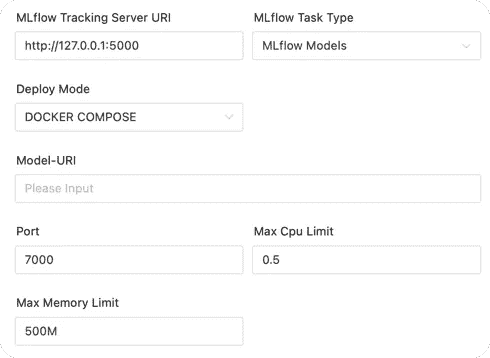 MLflow Tracking Server URI
MLflow Task Type
http://127.0.0.1:5000
MLflow Models
Deploy Mode
DOCKER COMPOSE
Model-URI
Please Input
Port
Max Cpu Limit
7000
0.5
Max Memory Limit
500M